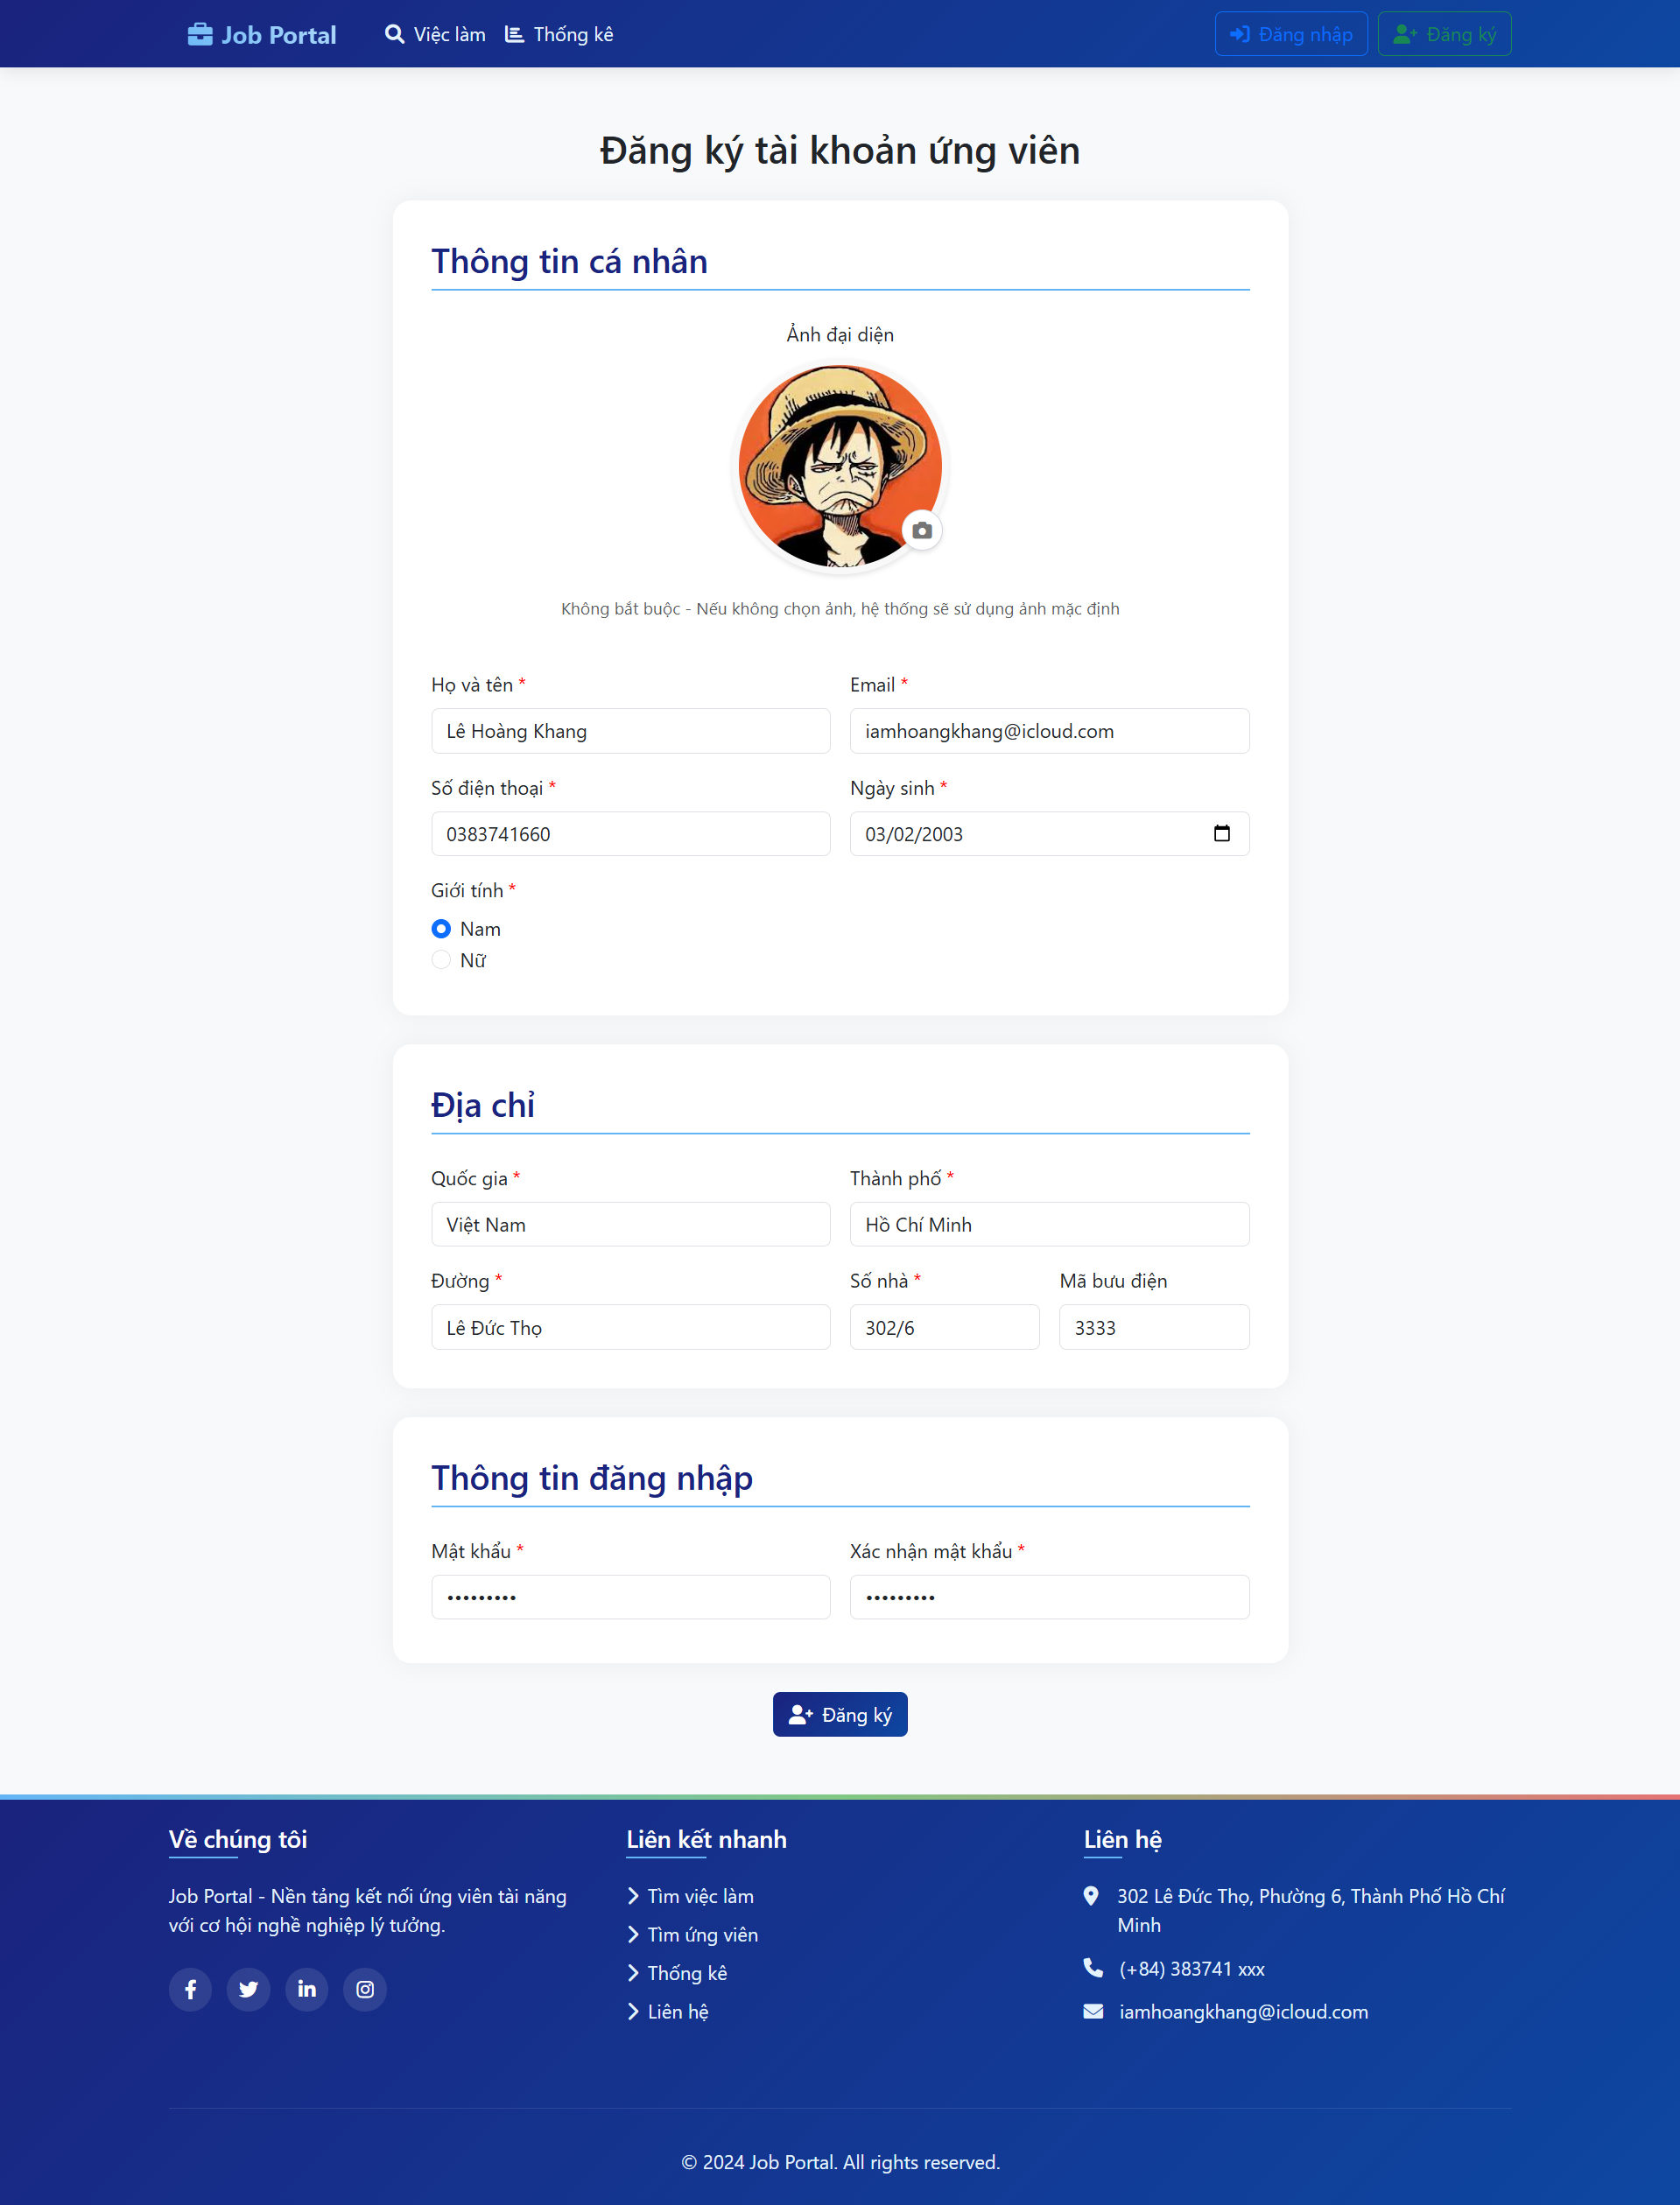 Job Portal
Việc làm
Thống kê
Đăng nhập
Đăng ký
Đăng ký tài khoản ứng viên
Thông tin cá nhân
Ảnh đại diện
Không bắt buộc - Nếu không chọn ảnh, hệ thống sẽ sử dụng ảnh mặc định
Họ và tên *
Email *
Lê Hoàng Khang
iamhoangkhang@icloud.com
Số điện thoại *
Ngày sinh *
0383741660
03/02/2003
Giới tính *
Nam
Nữ
Địa chỉ
Quốc gia *
Thành phố *
Việt Nam
Hồ Chí Minh
Đường *
Số nhà *
Mã bưu điện
Lê Đức Thọ
302/6
3333
Thông tin đăng nhập
Mật khẩu *
Xác nhận mật khẩu *
•••••••••
•••••••••
Đăng ký
Về chúng tôi
Job Portal - Nền tảng kết nối ứng viên tài năng
với cơ hội nghề nghiệp lý tưởng.
Liên kết nhanh
Tìm việc làm
Tìm ứng viên
Thống kê
Liên hệ
Liên hệ
302 Lê Đức Thọ, Phường 6, Thành Phố Hồ Chí
Minh
(+84) 383741 xxx
iamhoangkhang@icloud.com
© 2024 Job Portal. All rights reserved.